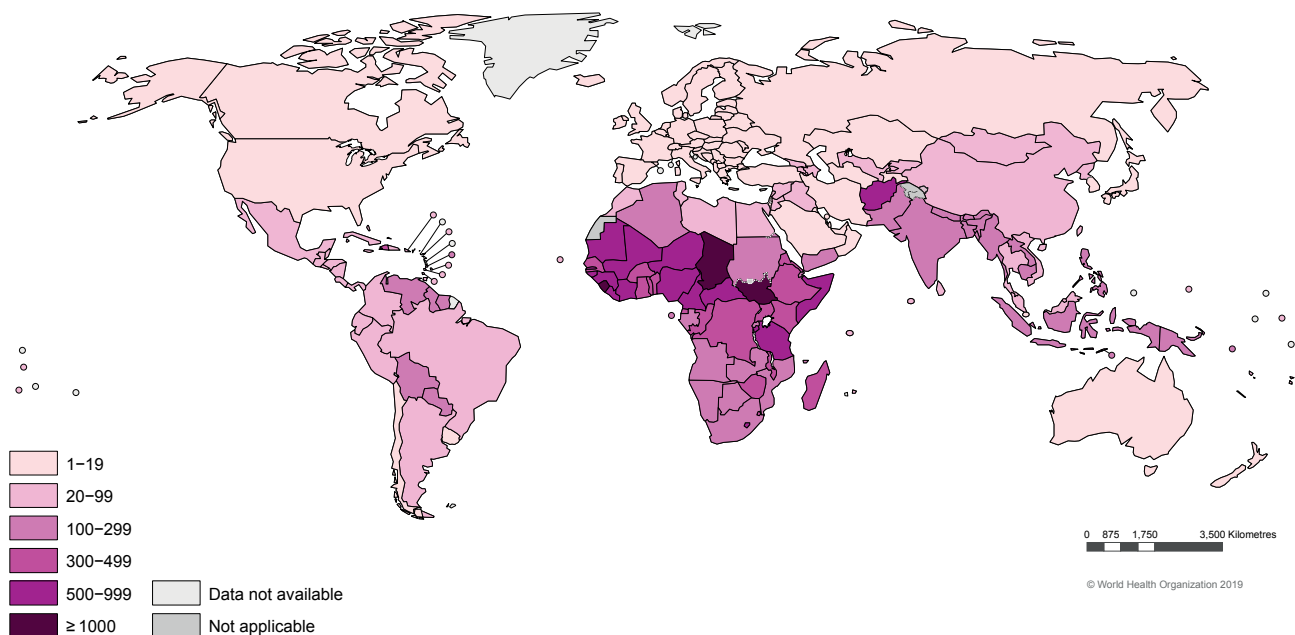 1–19
20–99
100–299
300–499
500–999
≥ 1000
Data not available
Not applicable
0 875 1,750 3,500 Kilometres
© World Health Organization 2019